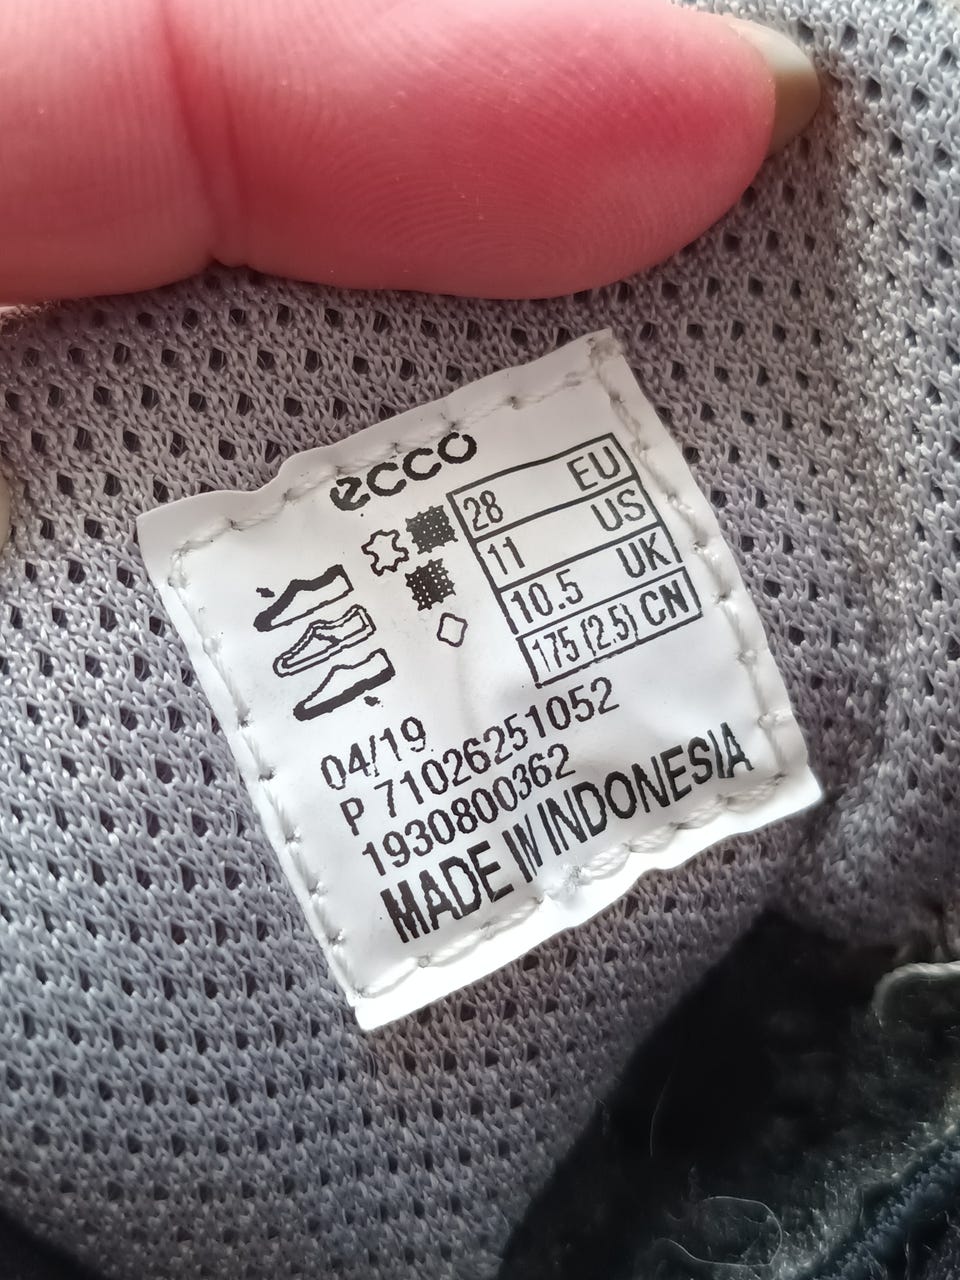 ecco
28 EU
11 US
10.5 UK
175 (2.5) CN
04/19
P 71026251052
1930800362
MADE IN INDONESIA